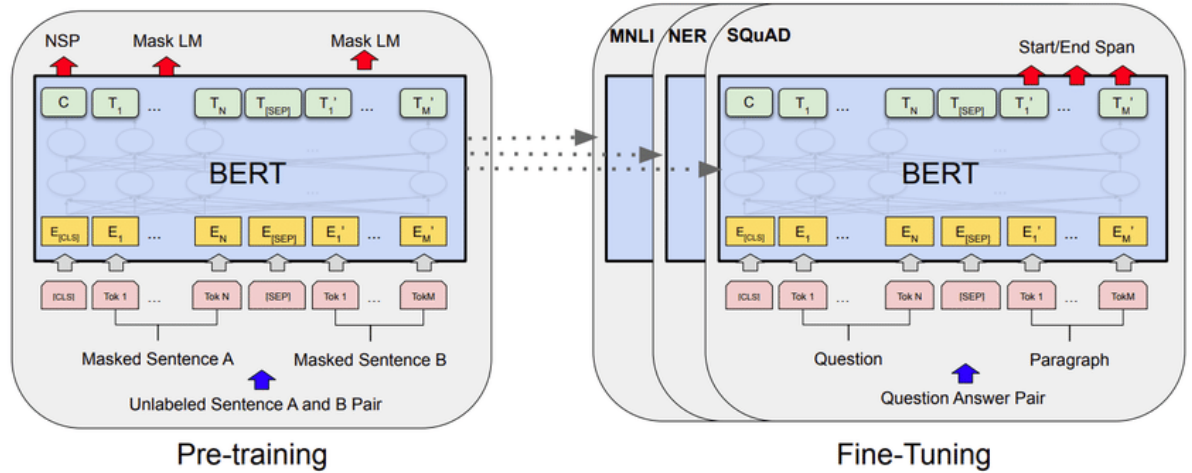 NSP Mask LM Mask LM
C T1 ... TN T[SEP] T1' ... TM'
...
BERT
...
E[CLS] E1 ... EN E[SEP] E1' ... EM'
[CLS] Tok 1 ... Tok N [SEP] Tok 1 ... TokM
Masked Sentence A Masked Sentence B
Unlabeled Sentence A and B Pair
Pre-training
MNLI NER SQuAD
Start/End Span
C T1 ... TN T[SEP] T1' ... TM'
...
BERT
...
E[CLS] E1 ... EN E[SEP] E1' ... EM'
[CLS] Tok 1 ... Tok N [SEP] Tok 1 ... TokM
Question Paragraph
Question Answer Pair
Fine-Tuning